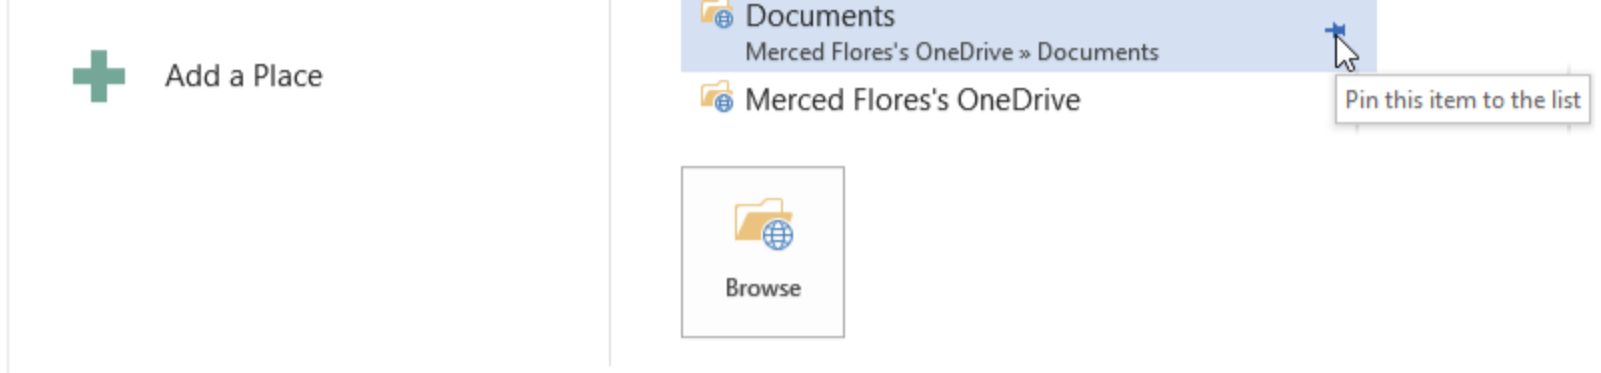 Add a Place
Documents
Merced Flores's OneDrive » Documents
Merced Flores's OneDrive
Pin this item to the list
Browse